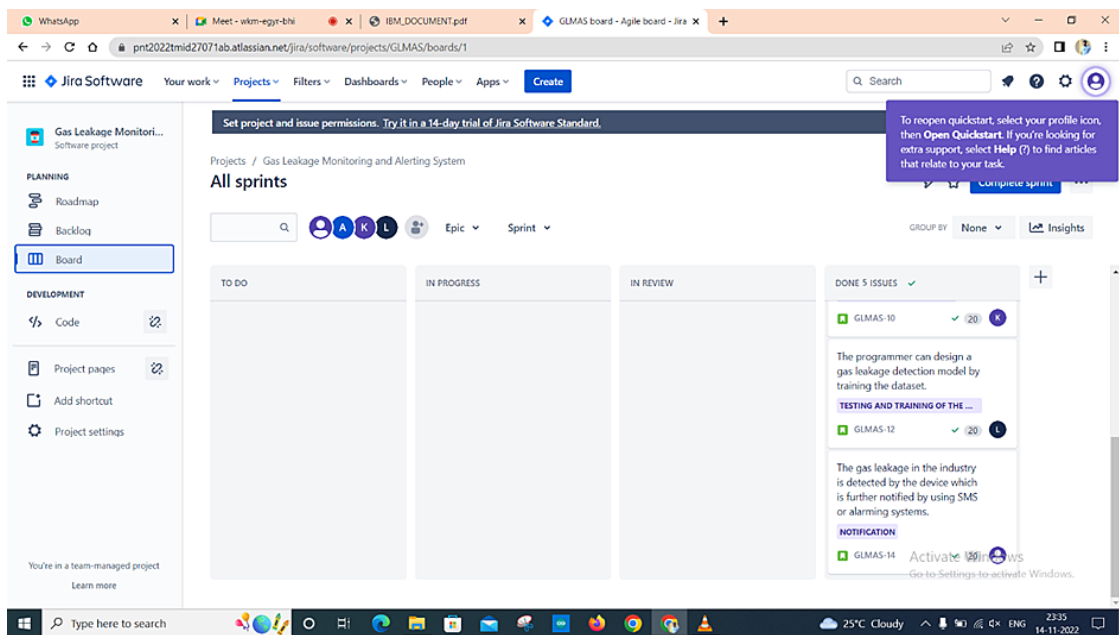 WhatsApp
Meet - wkm-egyr-bhi
IBM_DOCUMENT.pdf
GLMAS board - Agile board - Jira
pnt2022tmid27071ab.atlassian.net/jira/software/projects/GLMAS/boards/1
Jira Software
Your work
Projects
Filters
Dashboards
People
Apps
Create
Search
To reopen quickstart, select your profile icon,
then Open Quickstart. If you're looking for
extra support, select Help (?) to find articles
that relate to your task.
Gas Leakage Monitori...
Software project
Set project and issue permissions. Try it in a 14-day trial of Jira Software Standard.
PLANNING
Roadmap
Backlog
Board
DEVELOPMENT
Code
Project pages
Add shortcut
Project settings
You're in a team-managed project
Learn more
Projects / Gas Leakage Monitoring and Alerting System
All sprints
Complete sprint
A K L
Epic
Sprint
GROUP BY None
Insights
TO DO
IN PROGRESS
IN REVIEW
DONE 5 ISSUES
GLMAS-10 20 K
The programmer can design a
gas leakage detection model by
training the dataset.
TESTING AND TRAINING OF THE ...
GLMAS-12 20 L
The gas leakage in the industry
is detected by the device which
is further notified by using SMS
or alarming systems.
NOTIFICATION
GLMAS-14 20
Activate Windows
Go to Settings to activate Windows.
Type here to search
25°C Cloudy
ENG
23:35
14-11-2022